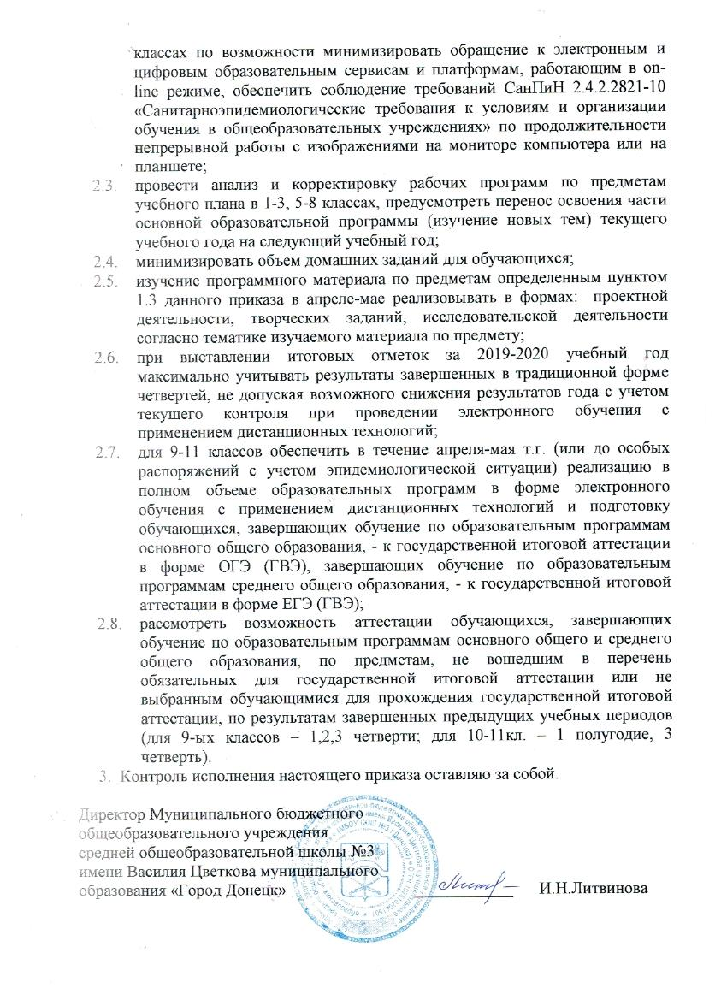 классах по возможности минимизировать обращение к электронным и
цифровым образовательным сервисам и платформам, работающим в on-
line режиме, обеспечить соблюдение требований СанПиН 2.4.2.2821-10
«Санитарноэпидемиологические требования к условиям и организации
обучения в общеобразовательных учреждениях» по продолжительности
непрерывной работы с изображениями на мониторе компьютера или на
планшете;
2.3. провести анализ и корректировку рабочих программ по предметам
учебного плана в 1-3, 5-8 классах, предусмотреть перенос освоения части
основной образовательной программы (изучение новых тем) текущего
учебного года на следующий учебный год;
2.4. минимизировать объем домашних заданий для обучающихся;
2.5. изучение программного материала по предметам определенным пунктом
1.3 данного приказа в апреле-мае реализовывать в формах: проектной
деятельности, творческих заданий, исследовательской деятельности
согласно тематике изучаемого материала по предмету;
2.6. при выставлении итоговых отметок за 2019-2020 учебный год
максимально учитывать результаты завершенных в традиционной форме
четвертей, не допуская возможного снижения результатов года с учетом
текущего контроля при проведении электронного обучения с
применением дистанционных технологий;
2.7. для 9-11 классов обеспечить в течение апреля-мая т.г. (или до особых
распоряжений с учетом эпидемиологической ситуации) реализацию в
полном объеме образовательных программ в форме электронного
обучения с применением дистанционных технологий и подготовку
обучающихся, завершающих обучение по образовательным программам
основного общего образования, - к государственной итоговой аттестации
в форме ОГЭ (ГВЭ), завершающих обучение по образовательным
программам среднего общего образования, - к государственной итоговой
аттестации в форме ЕГЭ (ГВЭ);
2.8. рассмотреть возможность аттестации обучающихся, завершающих
обучение по образовательным программам основного общего и среднего
общего образования, по предметам, не вошедшим в перечень
обязательных для государственной итоговой аттестации или не
выбранным обучающимися для прохождения государственной итоговой
аттестации, по результатам завершенных предыдущих учебных периодов
(для 9-ых классов – 1,2,3 четверти; для 10-11кл. – 1 полугодие, 3
четверть).
3. Контроль исполнения настоящего приказа оставляю за собой.
Директор Муниципального бюджетного
общеобразовательного учреждения
средней общеобразовательной школы №3
имени Василия Цветкова муниципального
образования «Город Донецк» И.Н.Литвинова